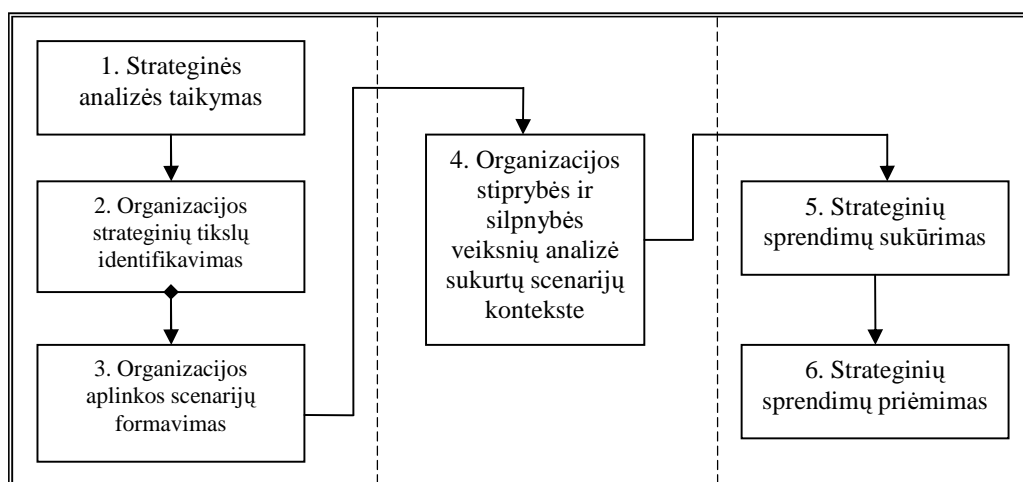 1. Strateginės
analizės taikymas
2. Organizacijos
strateginių tikslų
identifikavimas
3. Organizacijos
aplinkos scenarijų
formavimas
4. Organizacijos
stiprybės ir
silpnybės
veiksnių analizė
sukurtų scenarijų
kontekste
5. Strateginių
sprendimų sukūrimas
6. Strateginių
sprendimų priėmimas